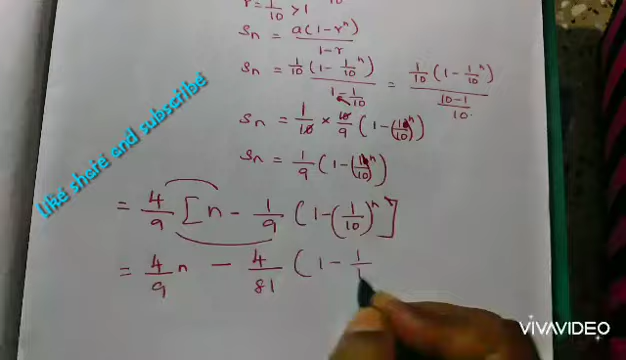 r = 1/10 > 1
Sn = a(1-r^n)/1-r
Sn = 1/10 (1 - 1/10^n)/1 - 1/10 = 1/10 (1 - 1/10^n)/10-1/10.
Sn = 1/10 × 10/9 (1 - (1/10)^n)
Sn = 1/9 (1 - (1/10)^n)
= 4/9 [n - 1/9 (1 - (1/10)^n]
= 4/9 n - 4/81 (1 - 1/1
Like share and subscribe
VIVAVIDEO